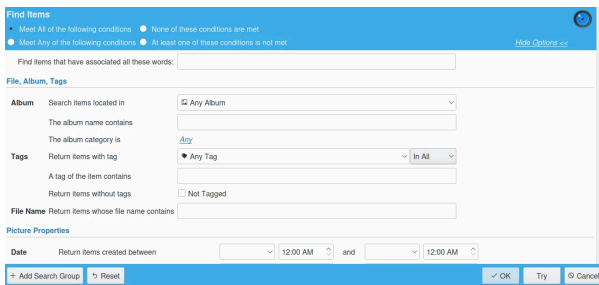 Find Items
Meet All of the following conditions None of these conditions are met
Meet Any of the following conditions At least one of these conditions is not met Hide Options <<
Find items that have associated all these words:
File, Album, Tags
Album Search items located in Any Album
The album name contains
The album category is Any
Tags Return items with tag Any Tag In All
A tag of the item contains
Return items without tags Not Tagged
File Name Return items whose file name contains
Picture Properties
Date Return items created between 12:00 AM and 12:00 AM
+ Add Search Group Reset OK Try Cancel